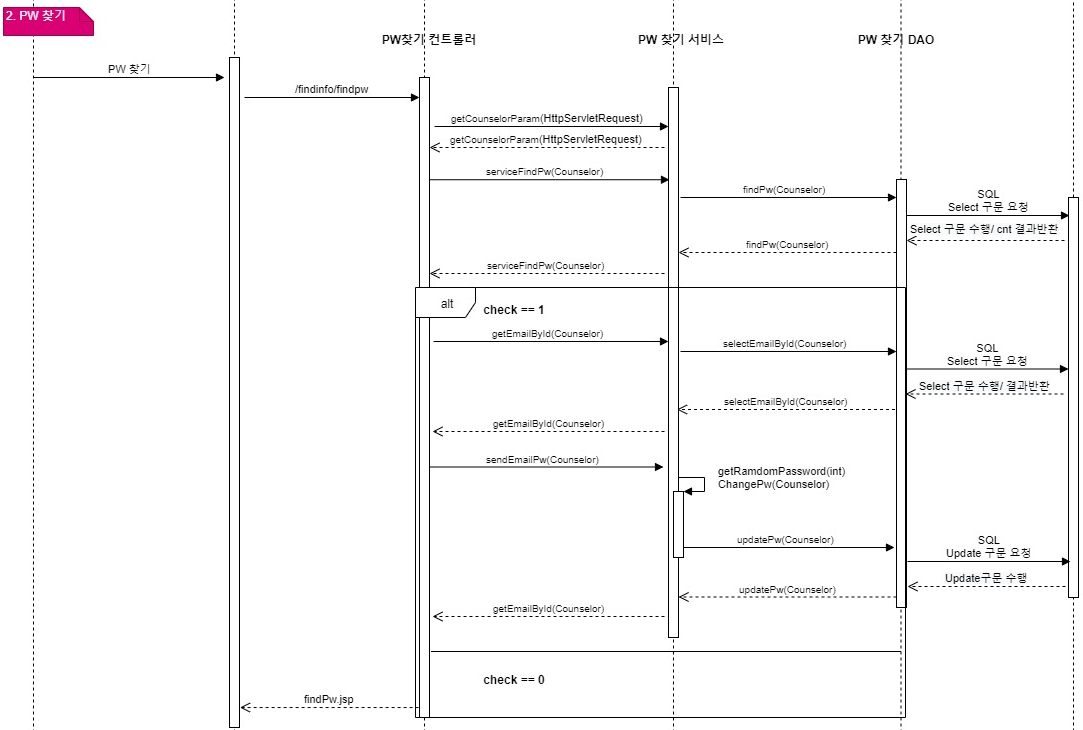 2. PW 찾기
PW찾기 컨트롤러
PW 찾기 서비스
PW 찾기 DAO
PW 찾기
/findinfo/findpw
getCounselorParam(HttpServletRequest)
getCounselorParam(HttpServletRequest)
serviceFindPw(Counselor)
findPw(Counselor)
SQL
Select 구문 요청
Select 구문 수행/ cnt 결과반환
findPw(Counselor)
serviceFindPw(Counselor)
alt
check == 1
getEmailById(Counselor)
selectEmailById(Counselor)
SQL
Select 구문 요청
Select 구문 수행/ 결과반환
selectEmailById(Counselor)
getEmailById(Counselor)
sendEmailPw(Counselor)
getRamdomPassword(int)
ChangePw(Counselor)
updatePw(Counselor)
SQL
Update 구문 요청
Update구문 수행
updatePw(Counselor)
getEmailById(Counselor)
check == 0
findPw.jsp